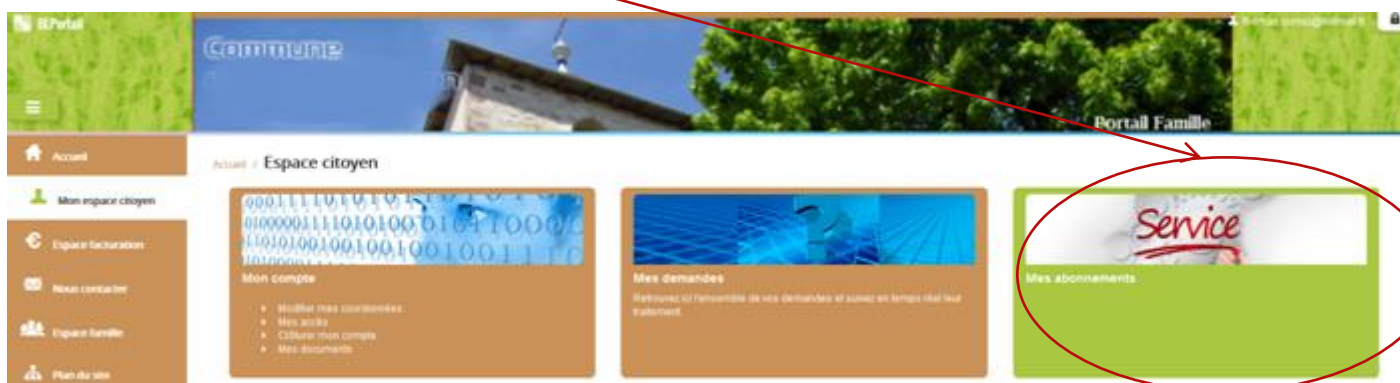 BLPortail
Commune
Portail Famille
Accueil
Mon espace citoyen
Espace facturation
Nous contacter
Espace famille
Plan du site
Accueil / Espace citoyen
Mon compte
Modifier mes coordonnées
Mes accès
Clôturer mon compte
Mes documents
Mes demandes
Retrouvez ici l'ensemble de vos demandes et suivez en temps réel leur
traitement
Service
Mes abonnements